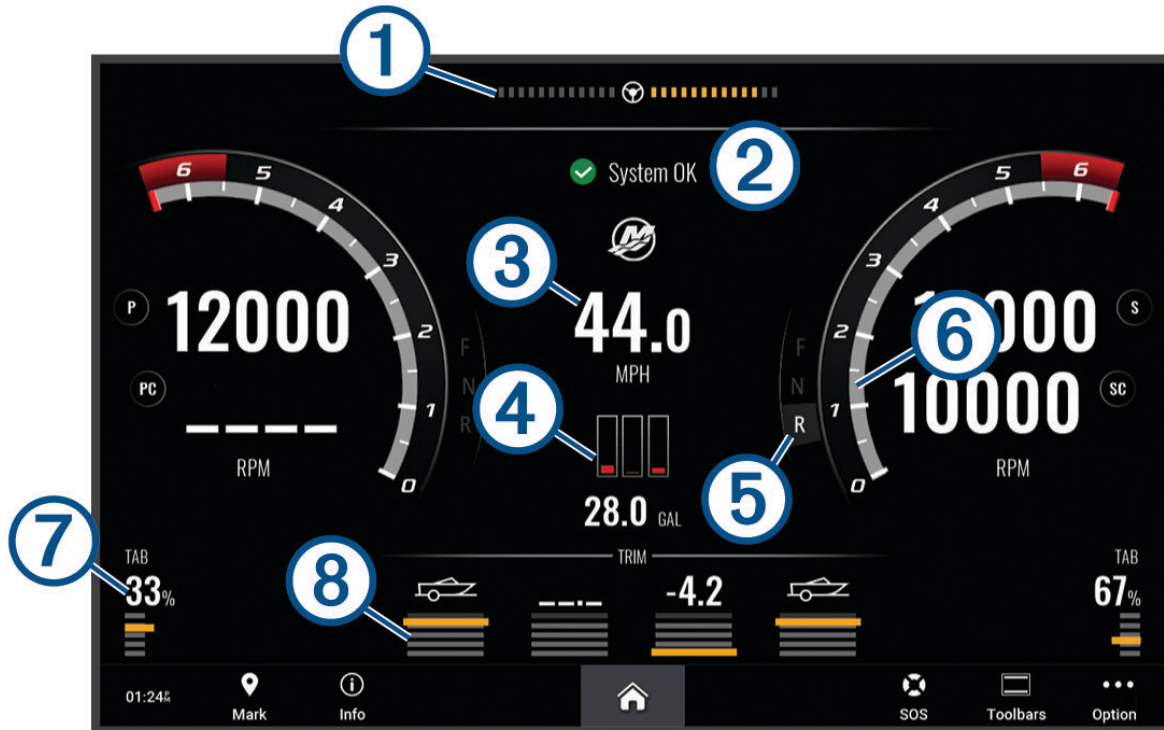 1
System OK
2
3
44.0
MPH
P
12000
PC
– – – –
RPM
6
5
4
3
2
1
0
F
N
R
4
28.0 GAL
F
N
R
5
6
5
4
3
2
1
0
6
S
10000
SC
RPM
7
TAB
33%
8
TRIM
– –.–
-4.2
TAB
67%
01:24 PM
Mark
Info
SOS
Toolbars
Option